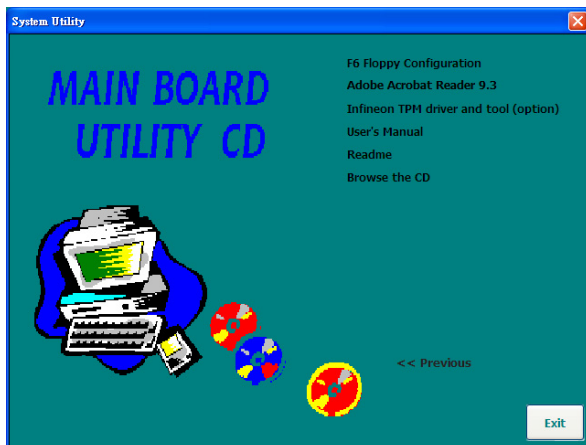 System Utility
MAIN BOARD
UTILITY CD
F6 Floppy Configuration
Adobe Acrobat Reader 9.3
Infineon TPM driver and tool (option)
User's Manual
Readme
Browse the CD
<< Previous
Exit